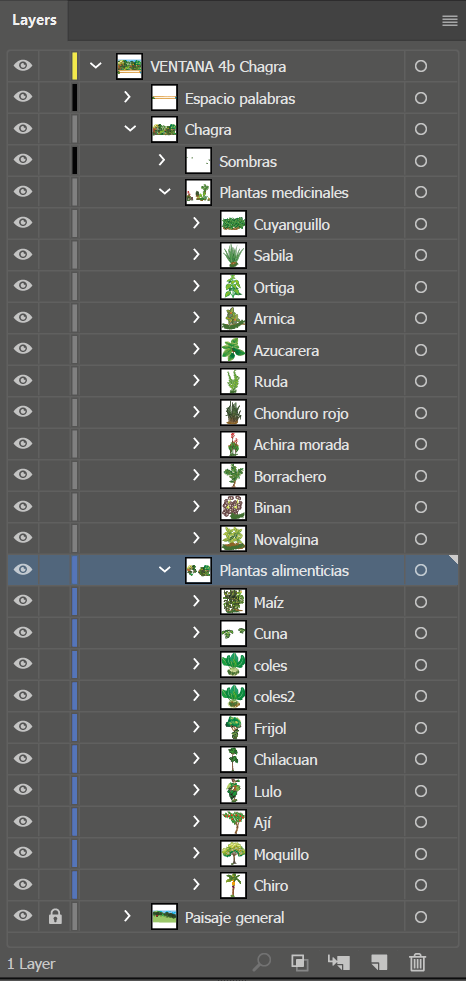 Layers
VENTANA 4b Chagra
Espacio palabras
Chagra
Sombras
Plantas medicinales
Cuyanguillo
Sabila
Ortiga
Arnica
Azucarera
Ruda
Chonduro rojo
Achira morada
Borrachero
Binan
Novalgina
Plantas alimenticias
Maíz
Cuna
coles
coles2
Frijol
Chilacuan
Lulo
Ají
Moquillo
Chiro
Paisaje general
1 Layer